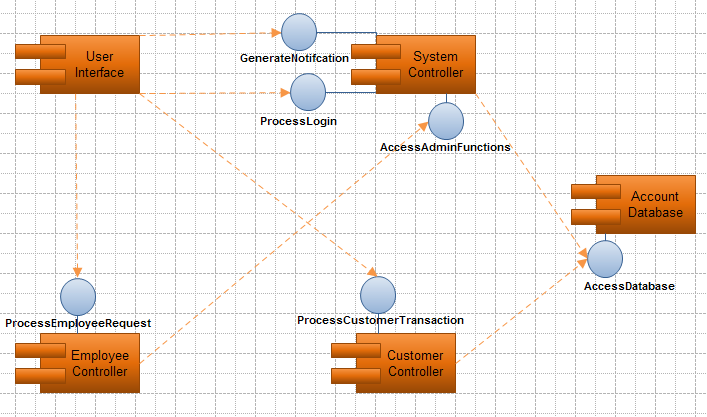 User
Interface
GenerateNotifcation
System
Controller
ProcessLogin
AccessAdminFunctions
Account
Database
AccessDatabase
ProcessEmployeeRequest
ProcessCustomerTransaction
Employee
Controller
Customer
Controller